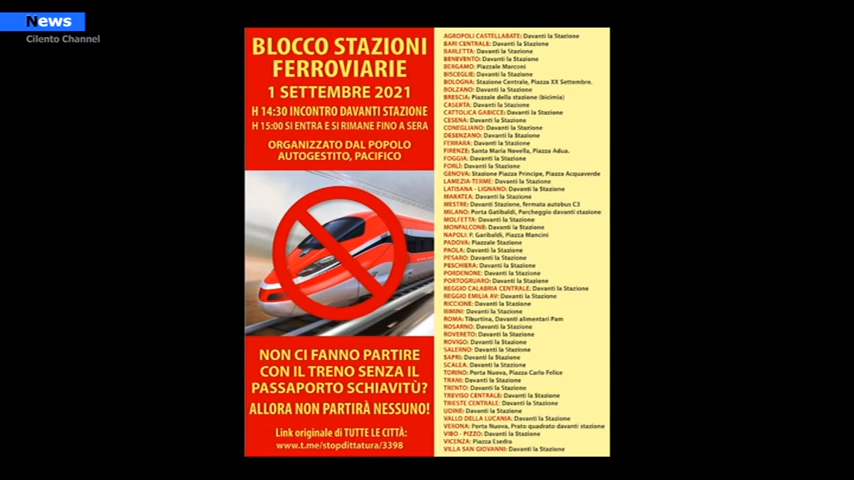 News
Cilento Channel
BLOCCO STAZIONI
FERROVIARIE
1 SETTEMBRE 2021
H 14:30 INCONTRO DAVANTI STAZIONE
H 15:00 SI ENTRA E SI RIMANE FINO A SERA
ORGANIZZATO DAL POPOLO
AUTOGESTITO, PACIFICO
NON CI FANNO PARTIRE
CON IL TRENO SENZA IL
PASSAPORTO SCHIAVITÙ?
ALLORA NON PARTIRÀ NESSUNO!
Link originale di TUTTE LE CITTÀ:
www.t.me/stopdittatura/3398
AGROPOLI CASTELLABATE: Davanti la Stazione
BARI CENTRALE: Davanti la Stazione
BARLETTA: Davanti la Stazione
BENEVENTO: Davanti la Stazione
BERGAMO: Piazzale Marconi
BISCEGLIE: Davanti la Stazione
BOLOGNA: Stazione Centrale, Piazza XX Settembre.
BOLZANO: Davanti la Stazione
BRESCIA: Piazzale della stazione (bicimia)
CASERTA: Davanti la Stazione
CATTOLICA GABICCE: Davanti la Stazione
CESENA: Davanti la Stazione
CONEGLIANO: Davanti la Stazione
DESENZANO: Davanti la Stazione
FERRARA: Davanti la Stazione
FIRENZE: Santa Maria Novella, Piazza Adua.
FOGGIA: Davanti la Stazione
FORLÌ: Davanti la Stazione
GENOVA: Stazione Piazza Principe, Piazza Acquaverde
LAMEZIA-TERME: Davanti la Stazione
LATISANA - LIGNANO: Davanti la Stazione
MARATEA: Davanti la Stazione
MESTRE: Davanti Stazione, fermata autobus C3
MILANO: Porta Gatibaldi, Parcheggio davanti stazione
MOLFETTA: Davanti la Stazione
MONFALCONE: Davanti la Stazione
NAPOLI: P. Garibaldi, Piazza Mancini
PADOVA: Piazzale Stazione
PAOLA: Davanti la Stazione
PESARO: Davanti la Stazione
PESCHIERA: Davanti la Stazione
PORDENONE: Davanti la Stazione
PORTOGRUARO: Davanti la Stazione
REGGIO CALABRIA CENTRALE: Davanti la Stazione
REGGIO EMILIA AV: Davanti la Stazione
RICCIONE: Davanti la Stazione
RIMINI: Davanti la Stazione
ROMA: Tiburtina, Davanti alimentari Pam
ROSARNO: Davanti la Stazione
ROVERETO: Davanti la Stazione
ROVIGO: Davanti la Stazione
SALERNO: Davanti la Stazione
SAPRI: Davanti la Stazione
SCALEA: Davanti la Stazione
TORINO: Porta Nuova, Piazza Carlo Felice
TRANI: Davanti la Stazione
TRENTO: Davanti la Stazione
TREVISO CENTRALE: Davanti la Stazione
TRIESTE CENTRALE: Davanti la Stazione
UDINE: Davanti la Stazione
VALLO DELLA LUCANIA: Davanti la Stazione
VERONA: Porta Nuova, Prato quadrato davanti stazione
VIBO - PIZZO: Davanti la Stazione
VICENZA: Piazza Esedra
VILLA SAN GIOVANNI: Davanti la Stazione